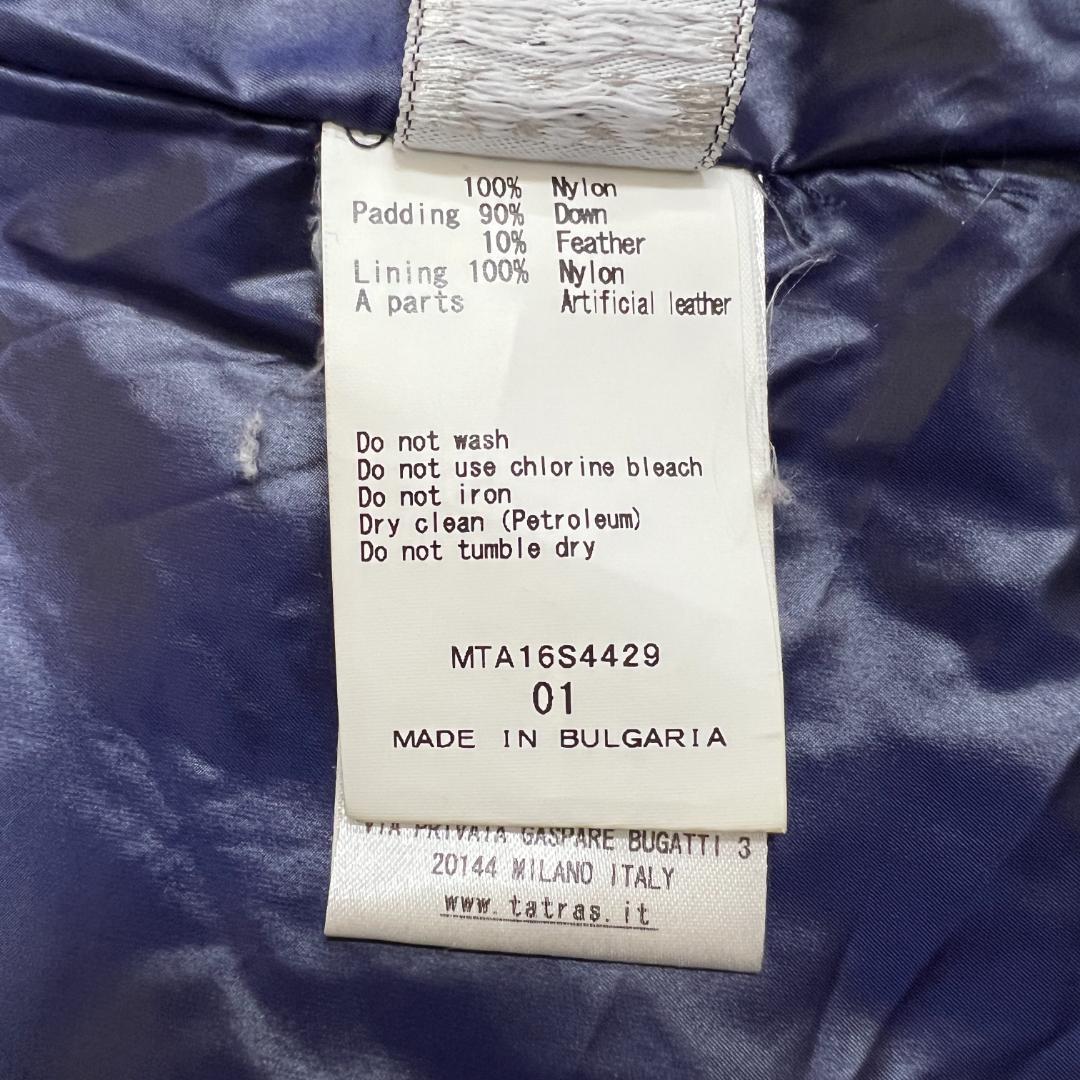 100% Nylon
Padding 90% Down
10% Feather
Lining 100% Nylon
A parts Artificial leather
Do not wash
Do not use chlorine bleach
Do not iron
Dry clean (Petroleum)
Do not tumble dry
MTA16S4429
01
MADE IN BULGARIA
VIA PRIVATA GASPARE BUGATTI 3
20144 MILANO ITALY
www.tatras.it